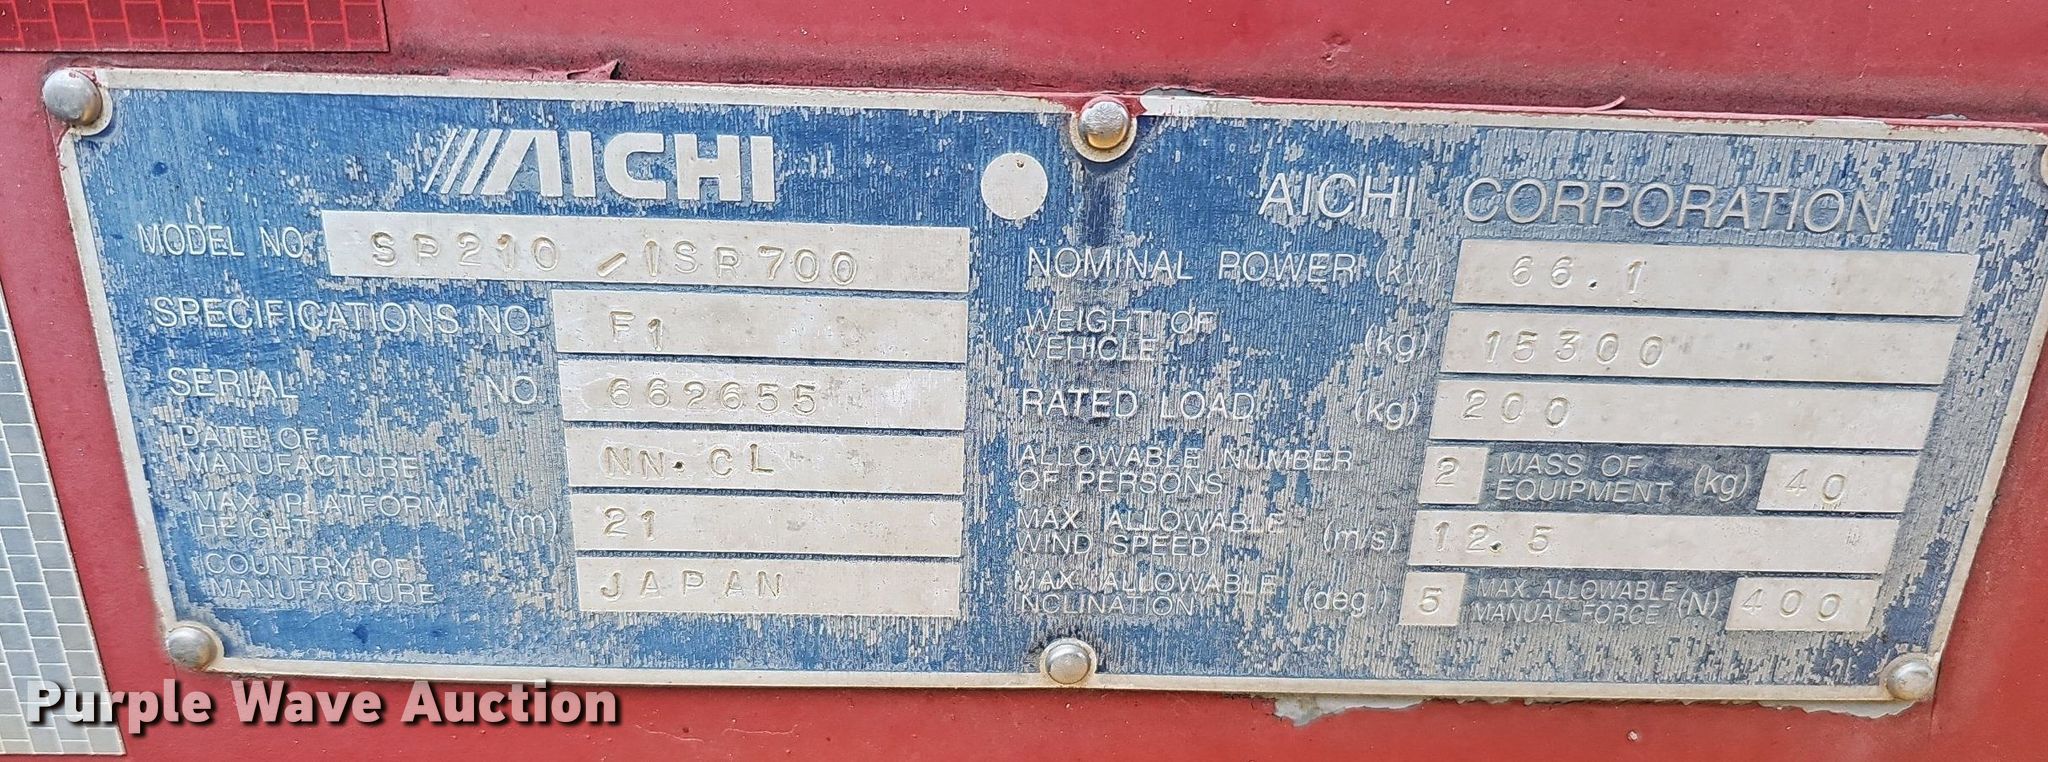 AICHI
MODEL NO. SP210 /ISR700
SPECIFICATIONS NO F1
SERIAL NO 662655
DATE OF
MANUFACTURE NN.CL
MAX. PLATFORM
HEIGHT (m) 21
COUNTRY OF
MANUFACTURE JAPAN
AICHI CORPORATION
NOMINAL POWER (kw) 66.1
WEIGHT OF
VEHICLE (kg) 15300
RATED LOAD (kg) 200
ALLOWABLE NUMBER
OF PERSONS 2
MASS OF
EQUIPMENT (kg) 40
MAX ALLOWABLE
WIND SPEED (m/s) 12.5
MAX. ALLOWABLE
INCLINATION (deg.) 5
MAX. ALLOWABLE
MANUAL FORCE (N) 400
Purple Wave Auction